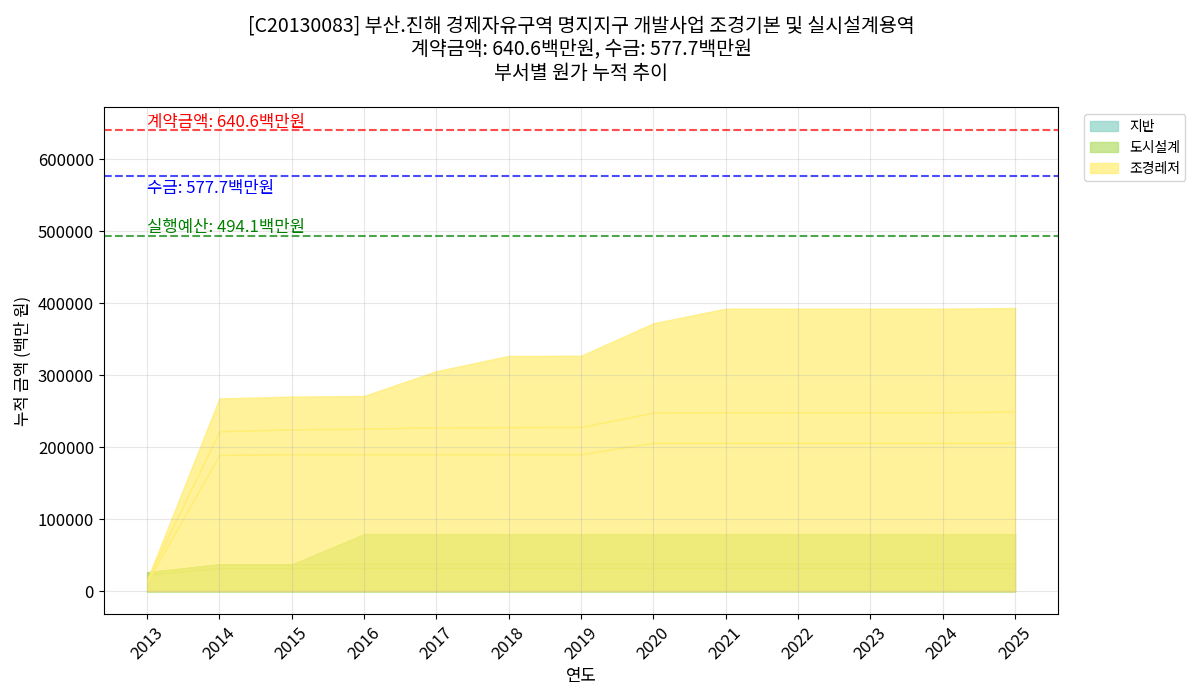 [C20130083] 부산.진해 경제자유구역 명지지구 개발사업 조경기본 및 실시설계용역
계약금액: 640.6백만원, 수금: 577.7백만원
부서별 원가 누적 추이
계약금액: 640.6백만원
수금: 577.7백만원
실행예산: 494.1백만원
지반
도시설계
조경레저
누적 금액 (백만 원)
600000
500000
400000
300000
200000
100000
0
2013
2014
2015
2016
2017
2018
2019
2020
2021
2022
2023
2024
2025
연도